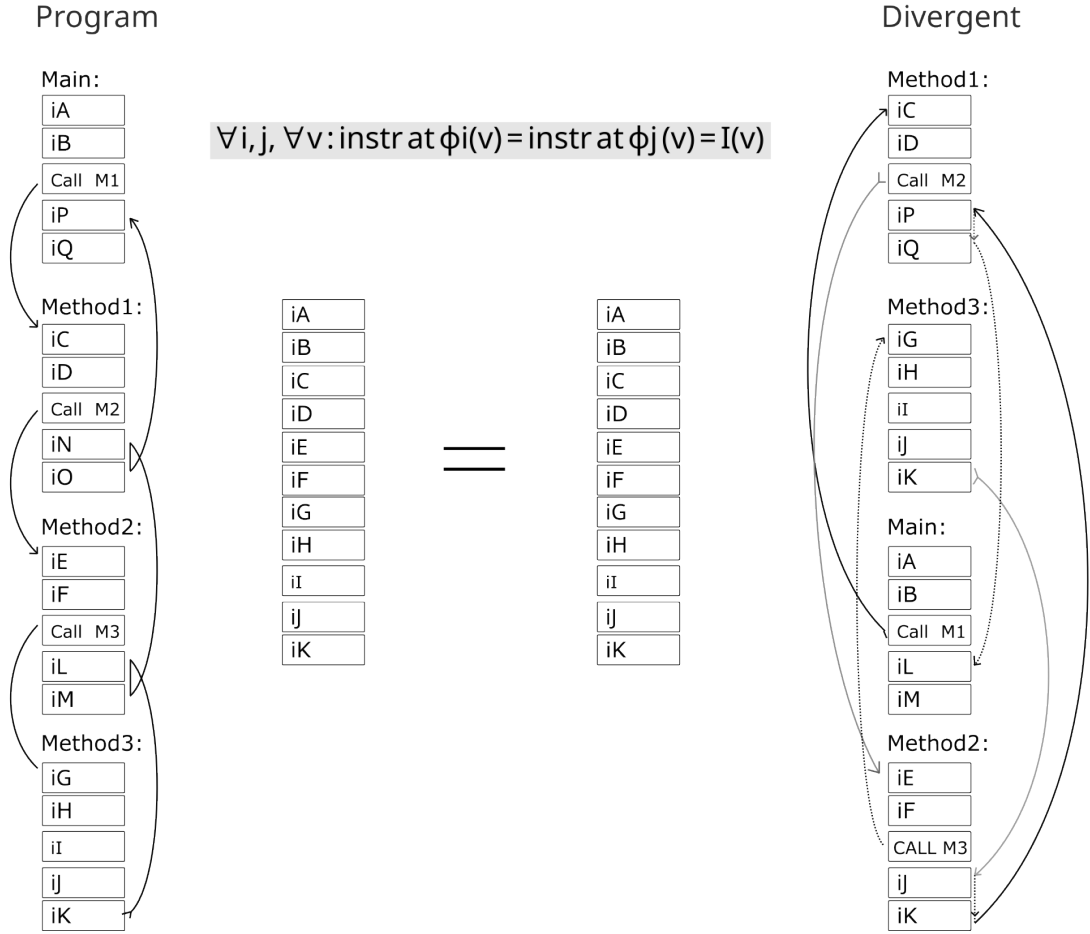 Program
Divergent
∀i, j, ∀v : instr at ϕi(v) = instr at ϕj (v) = I(v)
Main:
iA
iB
Call M1
iP
iQ
Method1:
iC
iD
Call M2
iN
iO
Method2:
iE
iF
Call M3
iL
iM
Method3:
iG
iH
iI
iJ
iK
iA
iB
iC
iD
iE
iF
iG
iH
iI
iJ
iK
=
iA
iB
iC
iD
iE
iF
iG
iH
iI
iJ
iK
Method1:
iC
iD
Call M2
iP
iQ
Method3:
iG
iH
iI
iJ
iK
Main:
iA
iB
Call M1
iL
iM
Method2:
iE
iF
CALL M3
iJ
iK